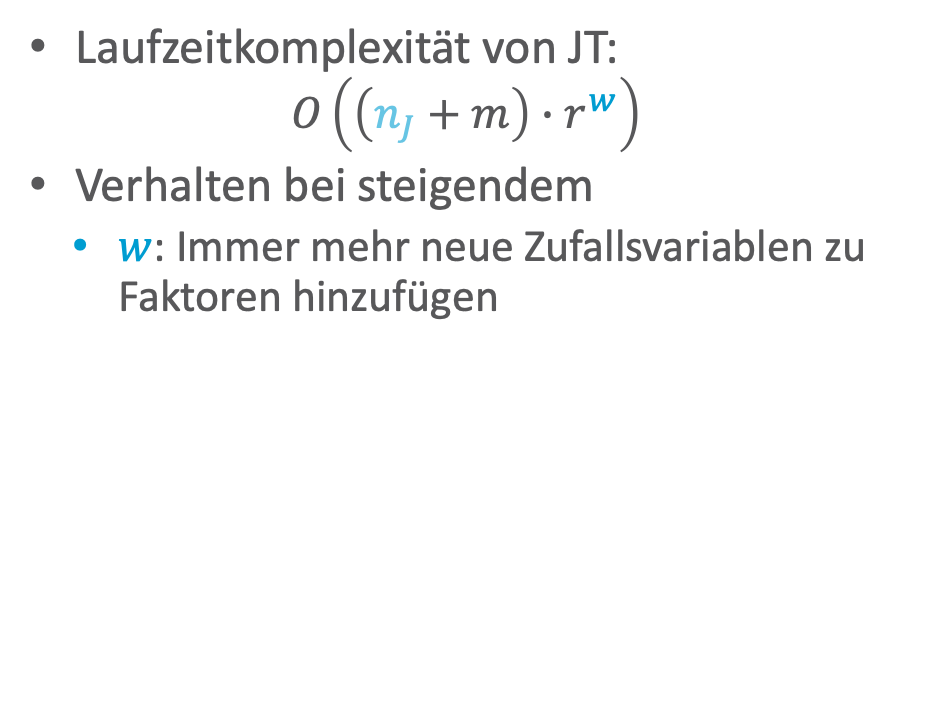 • Laufzeitkomplexität von JT:
O((n_J + m) · r^w)
• Verhalten bei steigendem
• w: Immer mehr neue Zufallsvariablen zu
Faktoren hinzufügen